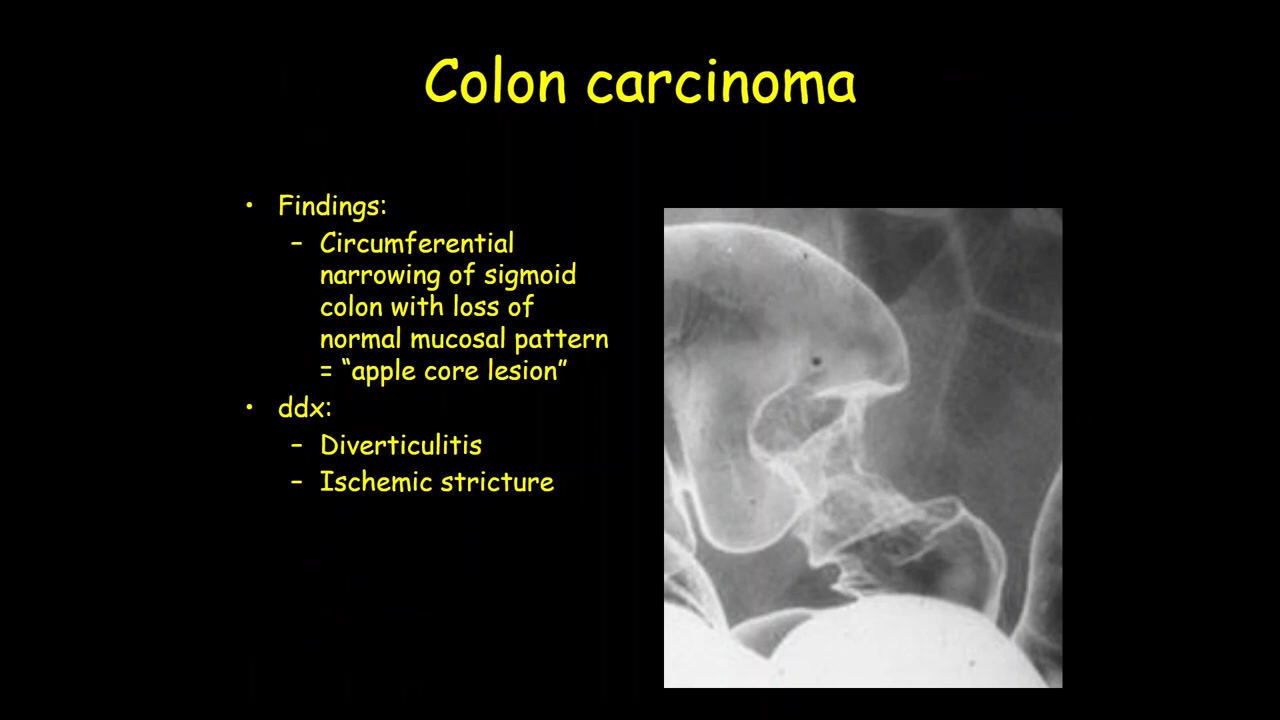 Colon carcinoma
• Findings:
– Circumferential
narrowing of sigmoid
colon with loss of
normal mucosal pattern
= “apple core lesion”
• ddx:
– Diverticulitis
– Ischemic stricture